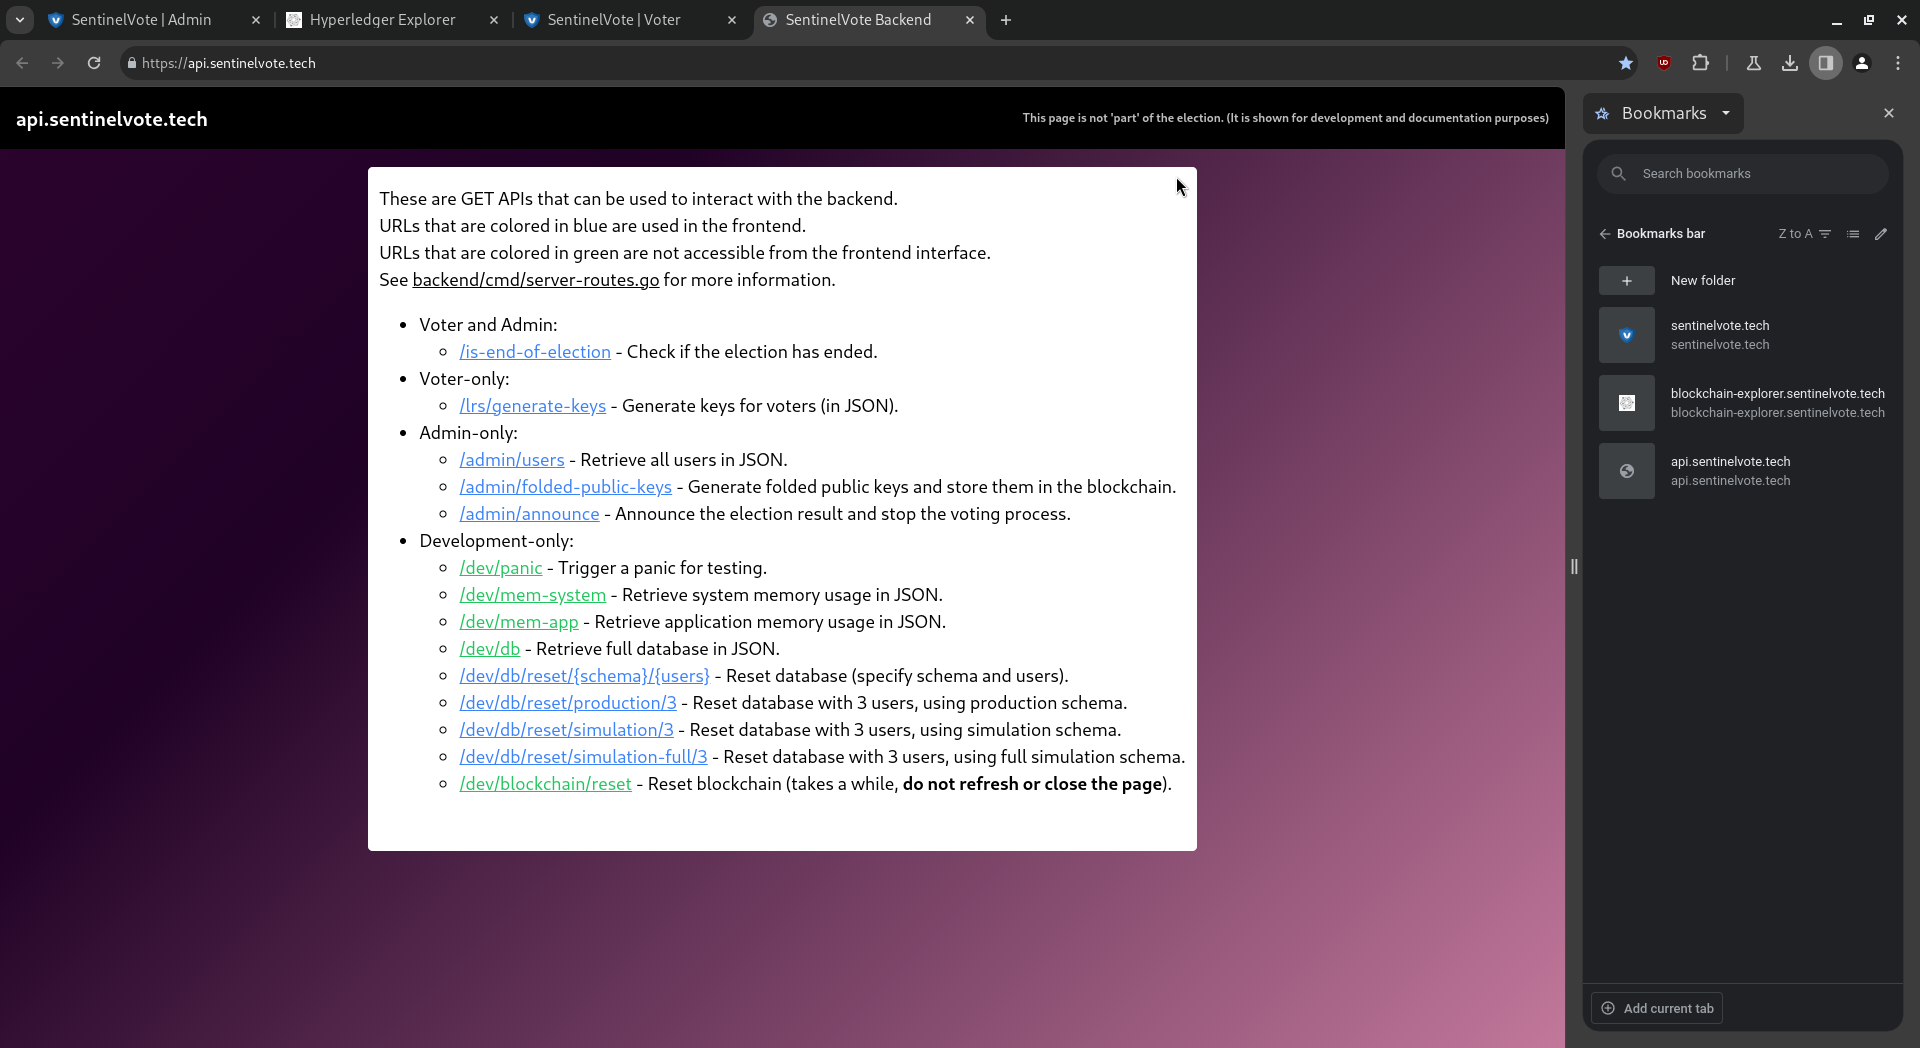 SentinelVote | Admin
Hyperledger Explorer
SentinelVote | Voter
SentinelVote Backend
https://api.sentinelvote.tech
api.sentinelvote.tech
This page is not 'part' of the election. (It is shown for development and documentation purposes)
These are GET APIs that can be used to interact with the backend.
URLs that are colored in blue are used in the frontend.
URLs that are colored in green are not accessible from the frontend interface.
See backend/cmd/server-routes.go for more information.
• Voter and Admin:
◦ /is-end-of-election - Check if the election has ended.
• Voter-only:
◦ /lrs/generate-keys - Generate keys for voters (in JSON).
• Admin-only:
◦ /admin/users - Retrieve all users in JSON.
◦ /admin/folded-public-keys - Generate folded public keys and store them in the blockchain.
◦ /admin/announce - Announce the election result and stop the voting process.
• Development-only:
◦ /dev/panic - Trigger a panic for testing.
◦ /dev/mem-system - Retrieve system memory usage in JSON.
◦ /dev/mem-app - Retrieve application memory usage in JSON.
◦ /dev/db - Retrieve full database in JSON.
◦ /dev/db/reset/{schema}/{users} - Reset database (specify schema and users).
◦ /dev/db/reset/production/3 - Reset database with 3 users, using production schema.
◦ /dev/db/reset/simulation/3 - Reset database with 3 users, using simulation schema.
◦ /dev/db/reset/simulation-full/3 - Reset database with 3 users, using full simulation schema.
◦ /dev/blockchain/reset - Reset blockchain (takes a while, do not refresh or close the page).
Bookmarks
Search bookmarks
Bookmarks bar
Z to A
New folder
sentinelvote.tech
sentinelvote.tech
blockchain-explorer.sentinelvote.tech
blockchain-explorer.sentinelvote.tech
api.sentinelvote.tech
api.sentinelvote.tech
Add current tab